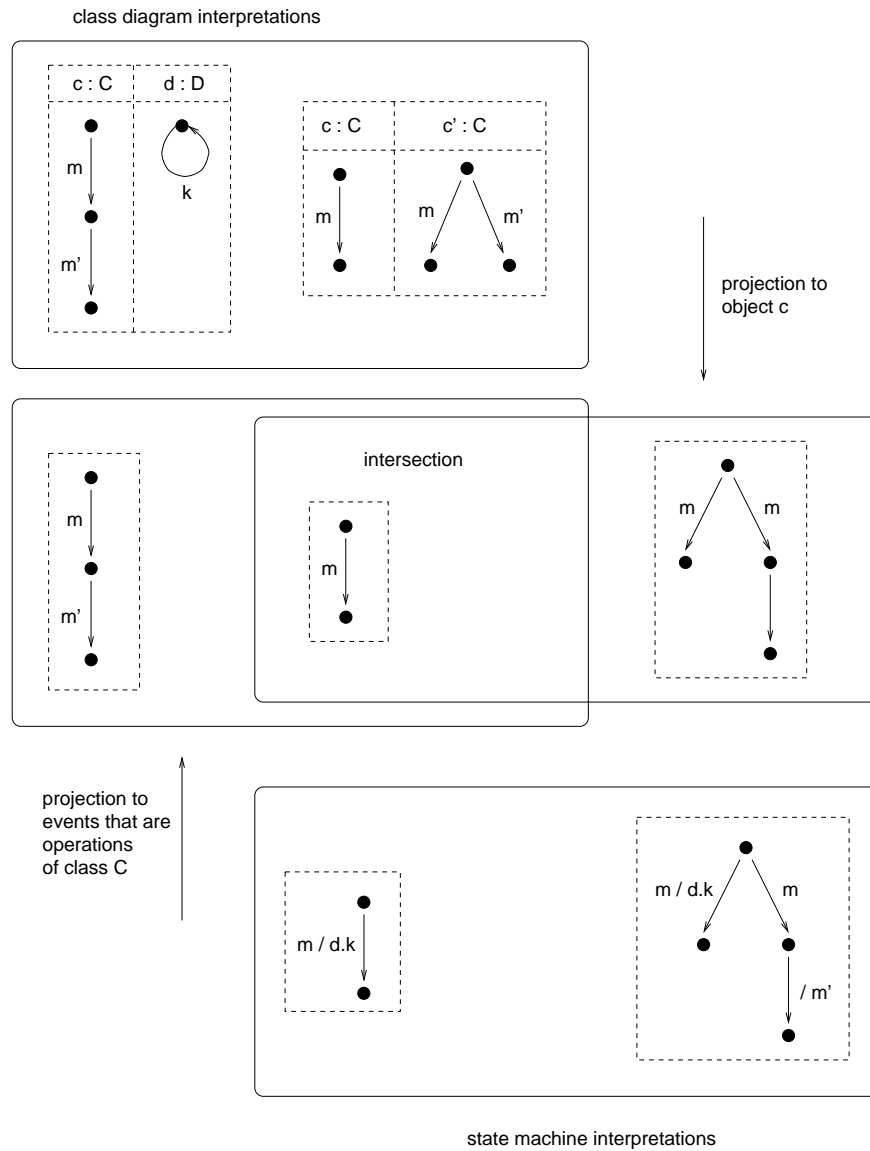 class diagram interpretations
c : C
d : D
m
k
m'
c : C
c' : C
m
m
m'
projection to
object c
intersection
m
m'
m
m
m
projection to
events that are
operations
of class C
m / d.k
m / d.k
m
/ m'
state machine interpretations